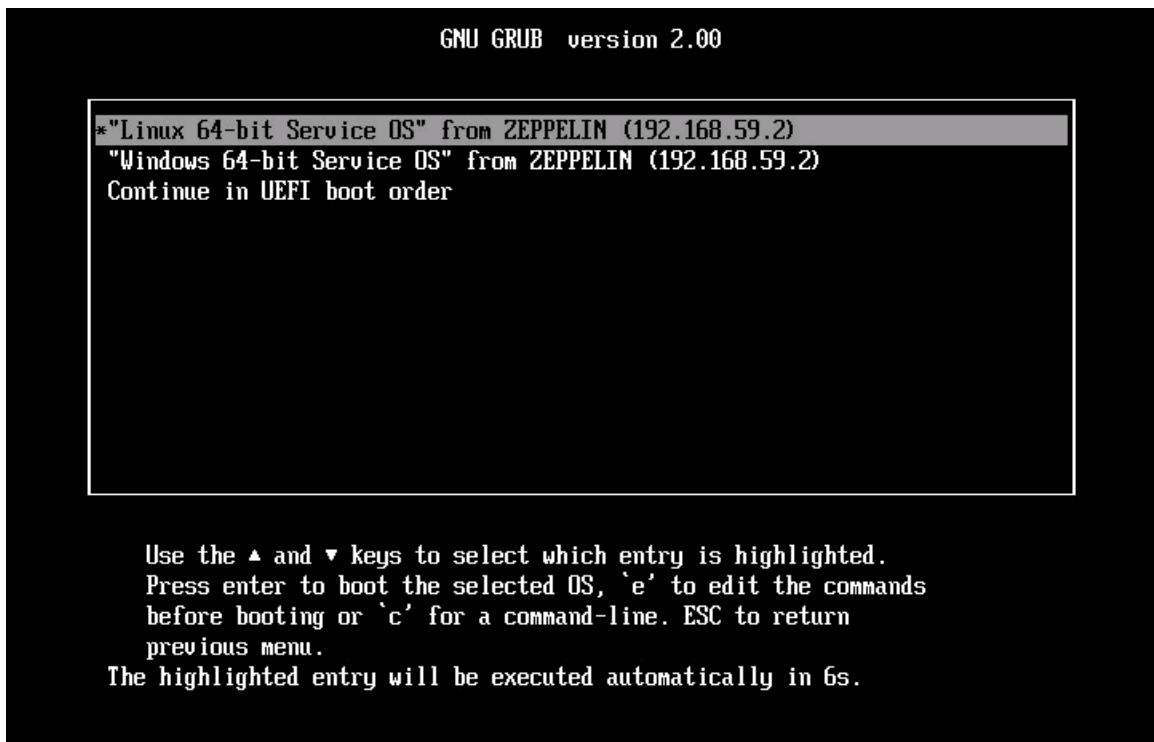 GNU GRUB version 2.00
*"Linux 64-bit Service OS" from ZEPPELIN (192.168.59.2)
"Windows 64-bit Service OS" from ZEPPELIN (192.168.59.2)
Continue in UEFI boot order
Use the ▲ and ▼ keys to select which entry is highlighted.
Press enter to boot the selected OS, `e' to edit the commands
before booting or `c' for a command-line. ESC to return
previous menu.
The highlighted entry will be executed automatically in 6s.